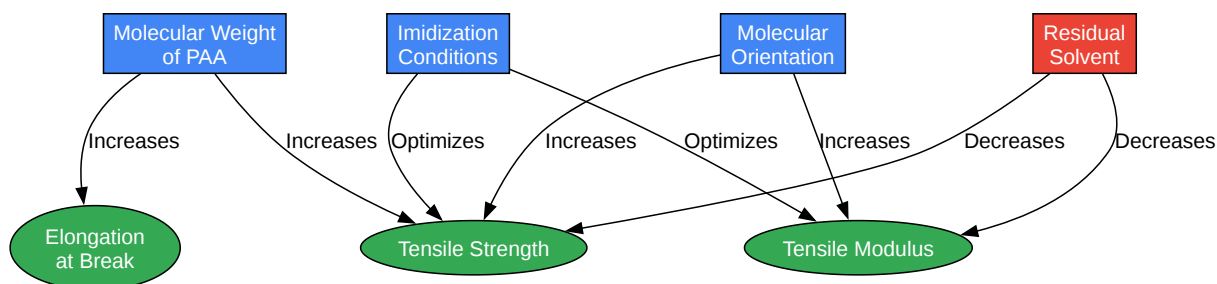 Molecular Weight
of PAA
Imidization
Conditions
Molecular
Orientation
Residual
Solvent
Increases
Increases
Optimizes
Increases
Optimizes
Increases
Decreases
Decreases
Elongation
at Break
Tensile Strength
Tensile Modulus